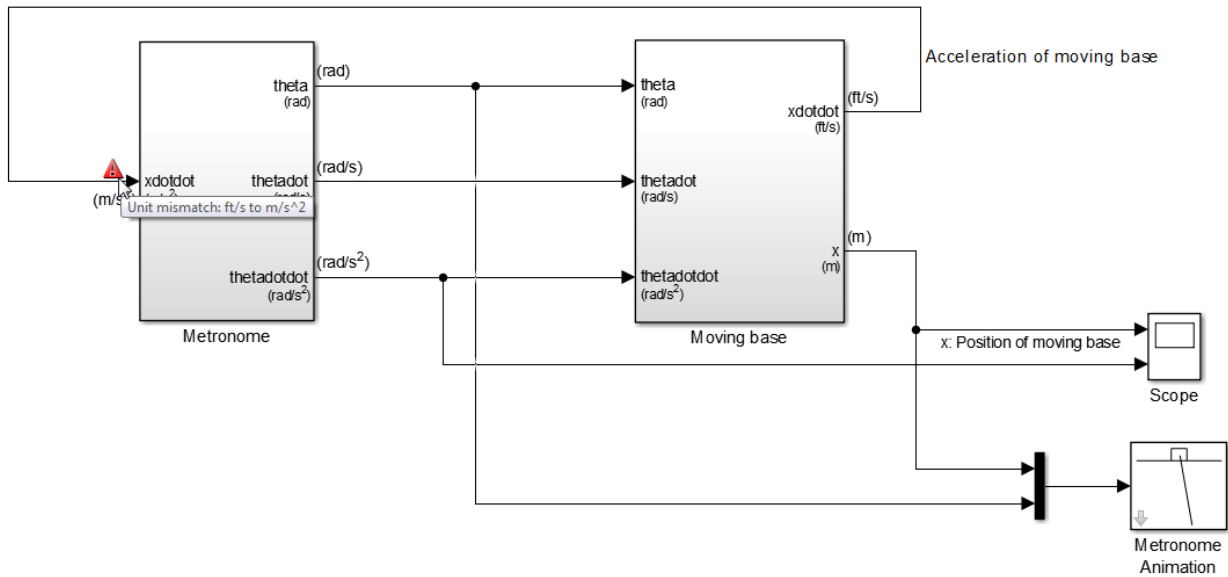 Acceleration of moving base
theta
(rad)
(rad)
xdotdot
thetadot
(rad/s)
(m/s
Unit mismatch: ft/s to m/s^2
thetadotdot
(rad/s²)
(rad/s²)
Metronome
theta
(rad)
xdotdot
(ft/s)
(ft/s)
thetadot
(rad/s)
x
(m)
(m)
thetadotdot
(rad/s²)
Moving base
x: Position of moving base
Scope
Metronome
Animation